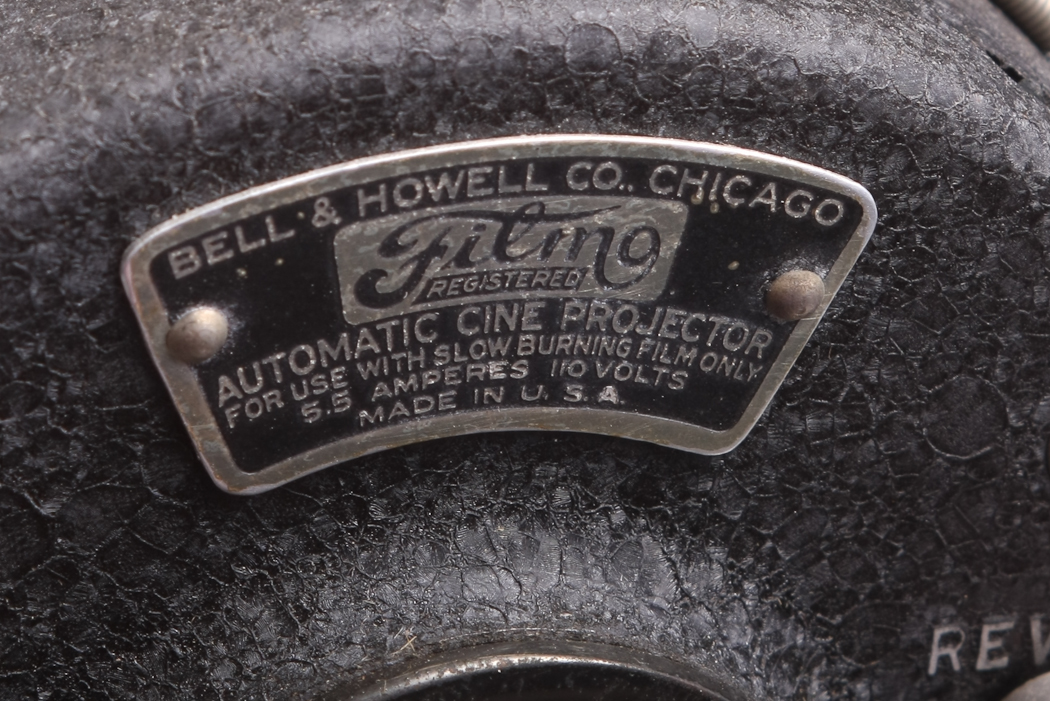 BELL & HOWELL CO., CHICAGO
Filmo
REGISTERED
AUTOMATIC CINE PROJECTOR
FOR USE WITH SLOW BURNING FILM ONLY.
5.5 AMPERES 110 VOLTS
MADE IN U.S.A.
REV